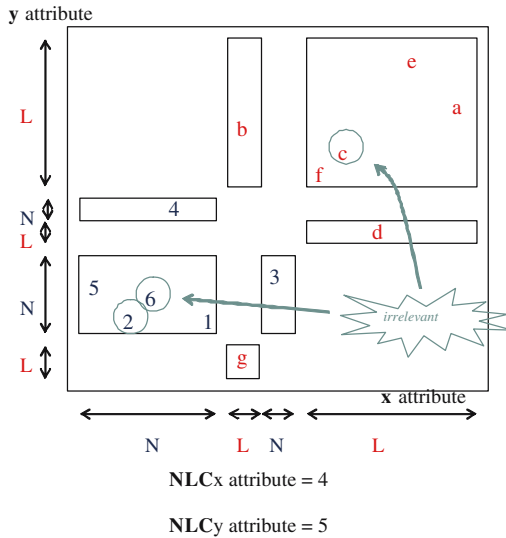 y attribute
e
L
a
b
c
f
4
N
d
L
3
5
6
N
2
1
irrelevant
g
L
x attribute
N L N L
NLCx attribute = 4
NLCy attribute = 5